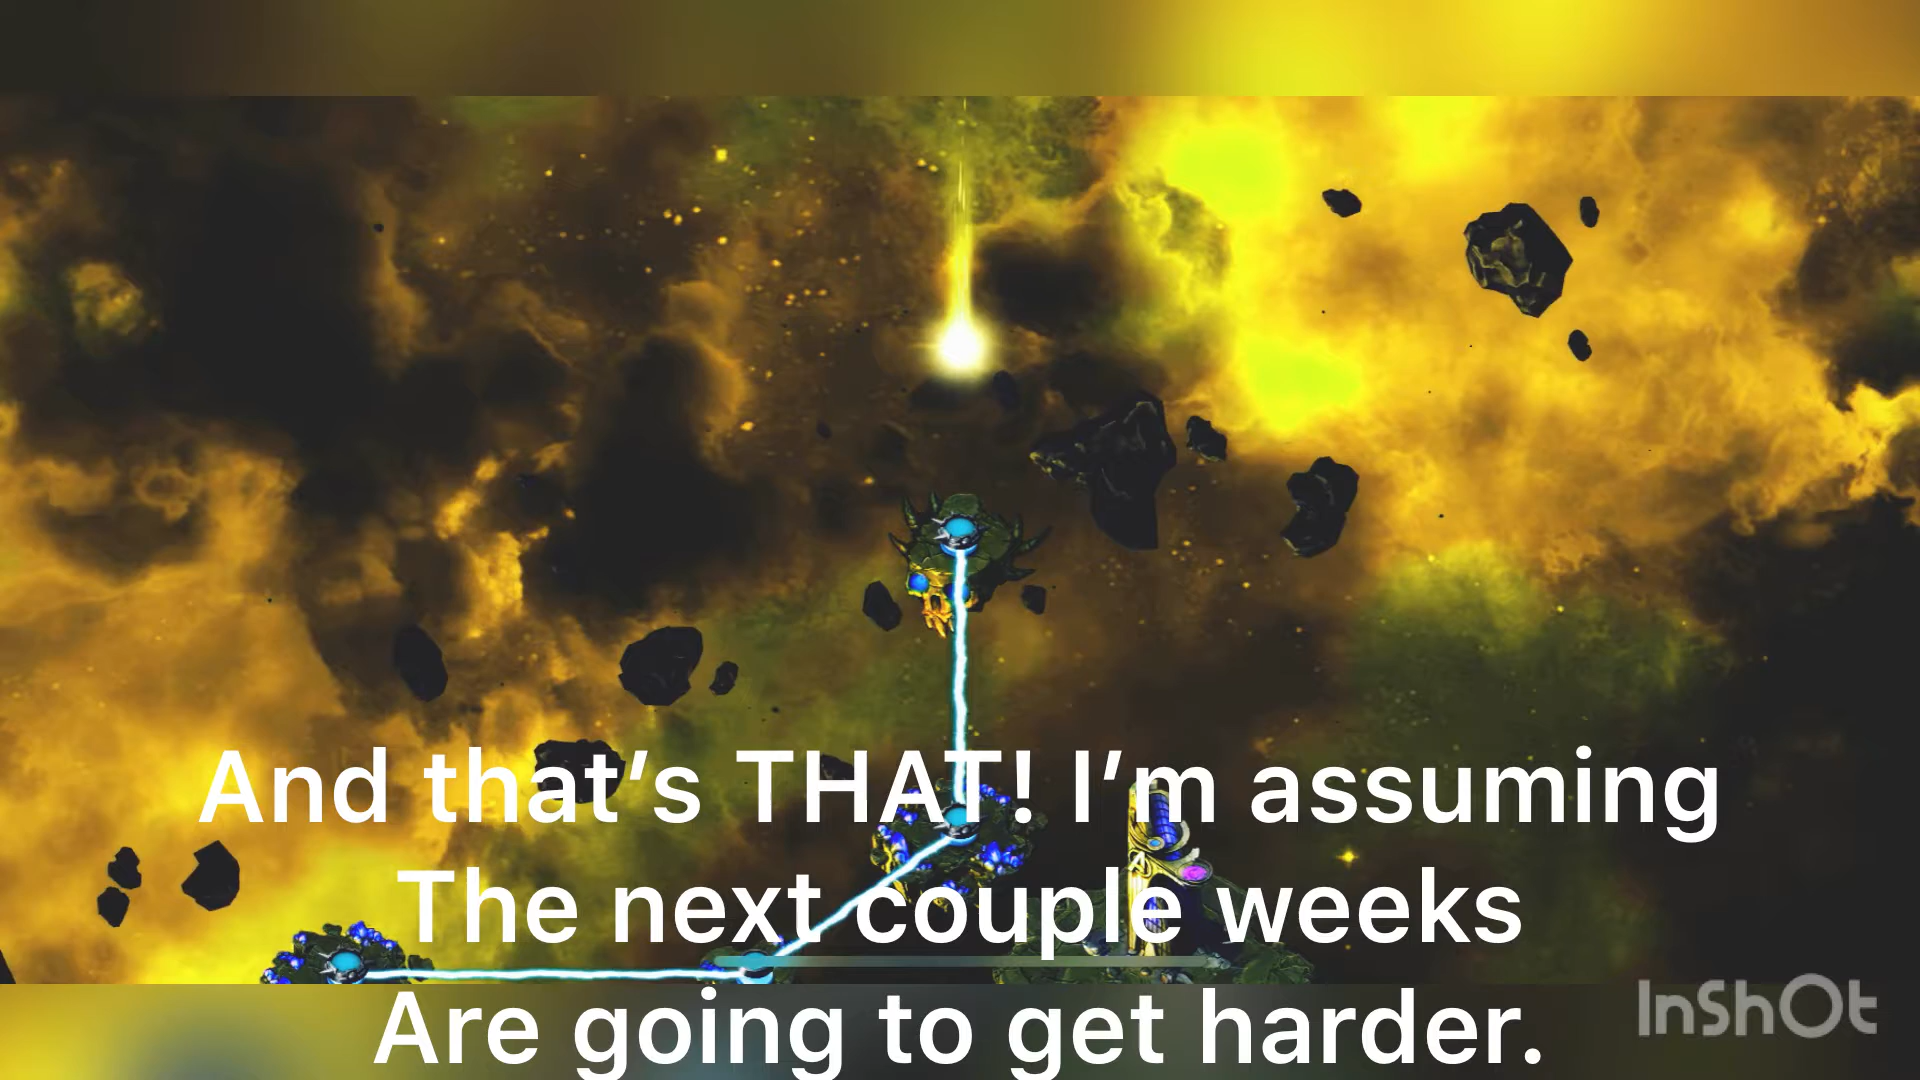 And that’s THAT! I’m assuming
The next couple weeks
Are going to get harder.
InShOt